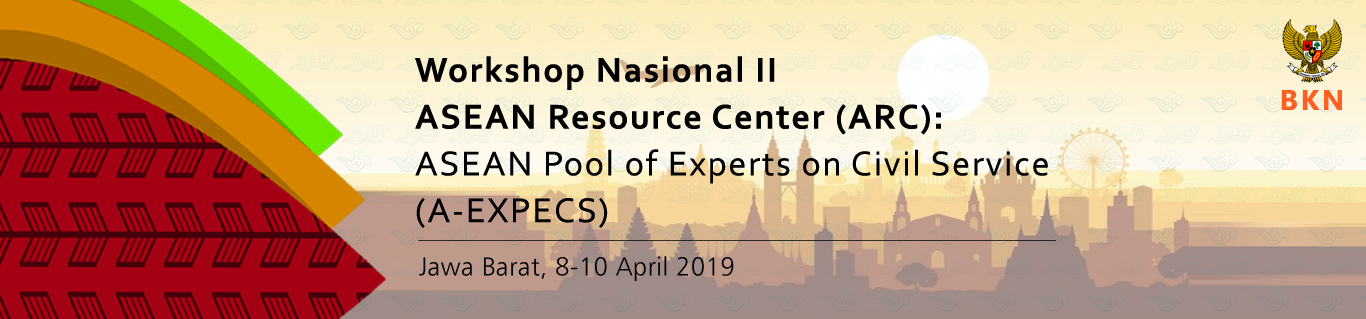 Workshop Nasional II
ASEAN Resource Center (ARC):
ASEAN Pool of Experts on Civil Service
(A-EXPECS)
Jawa Barat, 8-10 April 2019
BKN